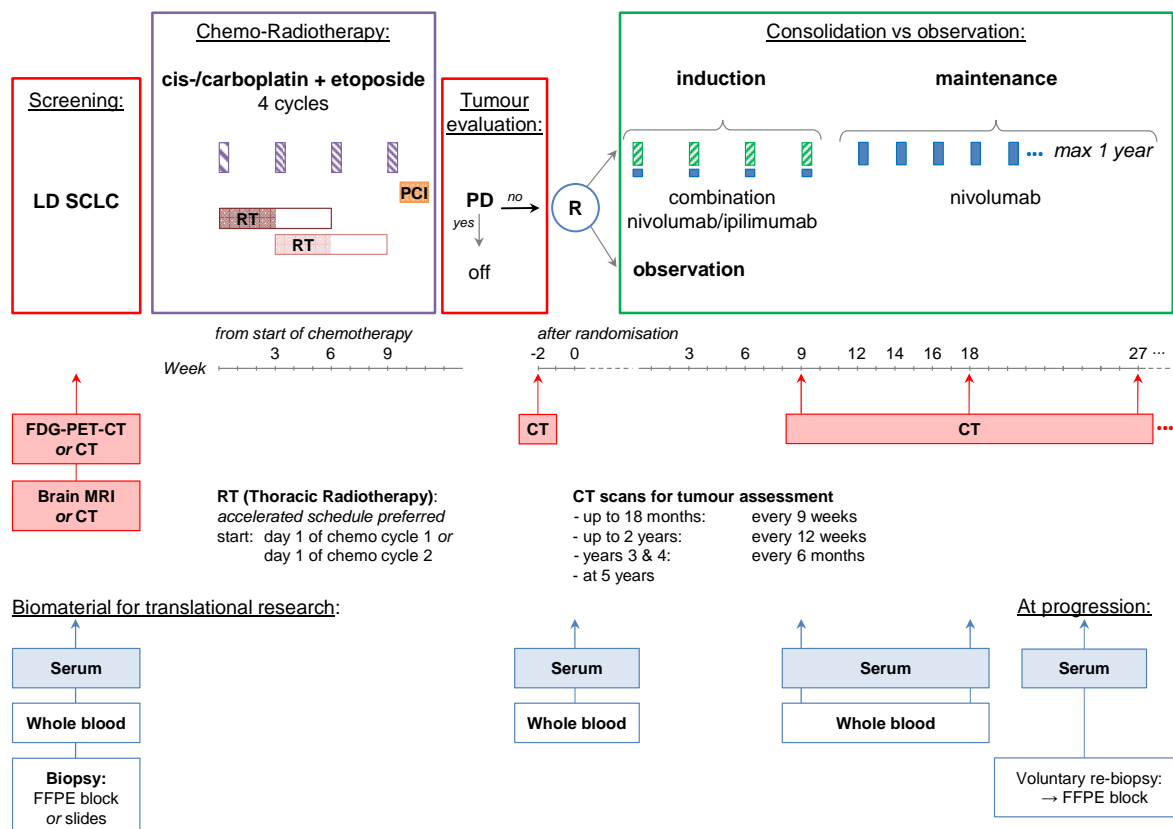 Screening:
LD SCLC
Chemo-Radiotherapy:
cis-/carboplatin + etoposide
4 cycles
PCI
RT
RT
Tumour
evaluation:
PD
no
yes
off
R
Consolidation vs observation:
induction
maintenance
... max 1 year
combination
nivolumab/ipilimumab
nivolumab
observation
from start of chemotherapy
after randomisation
Week
3 6 9
-2 0 3 6 9 12 14 16 18 27 ...
FDG-PET-CT
or CT
Brain MRI
or CT
CT
CT
...
RT (Thoracic Radiotherapy):
accelerated schedule preferred
start: day 1 of chemo cycle 1 or
day 1 of chemo cycle 2
CT scans for tumour assessment
- up to 18 months: every 9 weeks
- up to 2 years: every 12 weeks
- years 3 & 4: every 6 months
- at 5 years
Biomaterial for translational research:
At progression:
Serum
Serum
Serum
Serum
Whole blood
Whole blood
Whole blood
Biopsy:
FFPE block
or slides
Voluntary re-biopsy:
→ FFPE block